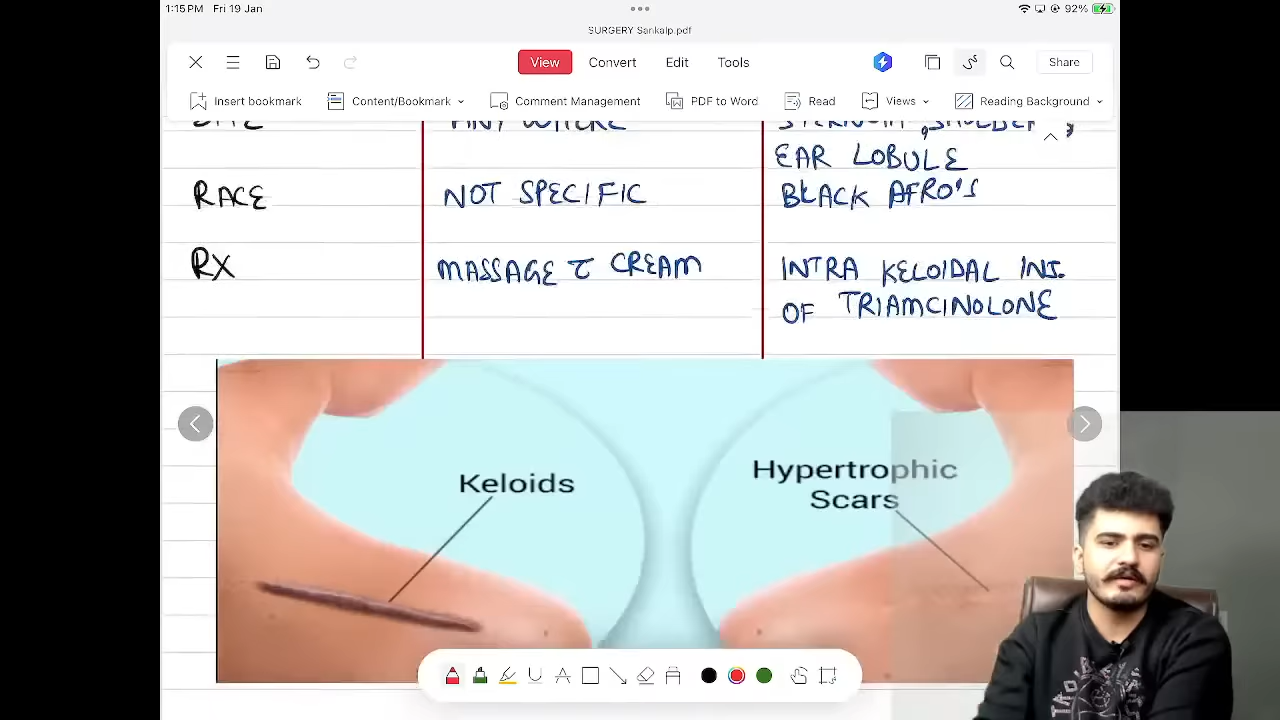 1:15 PM Fri 19 Jan
92%
SURGERY Sankalp.pdf
View Convert Edit Tools
Share
Insert bookmark Content/Bookmark Comment Management PDF to Word Read Views Reading Background
ANY WHERE
EAR LOBULE
RACE NOT SPECIFIC BLACK AFRO'S
RX MASSAGE C CREAM INTRA KELOIDAL INJ.
OF TRIAMCINOLONE
Keloids
Hypertrophic
Scars